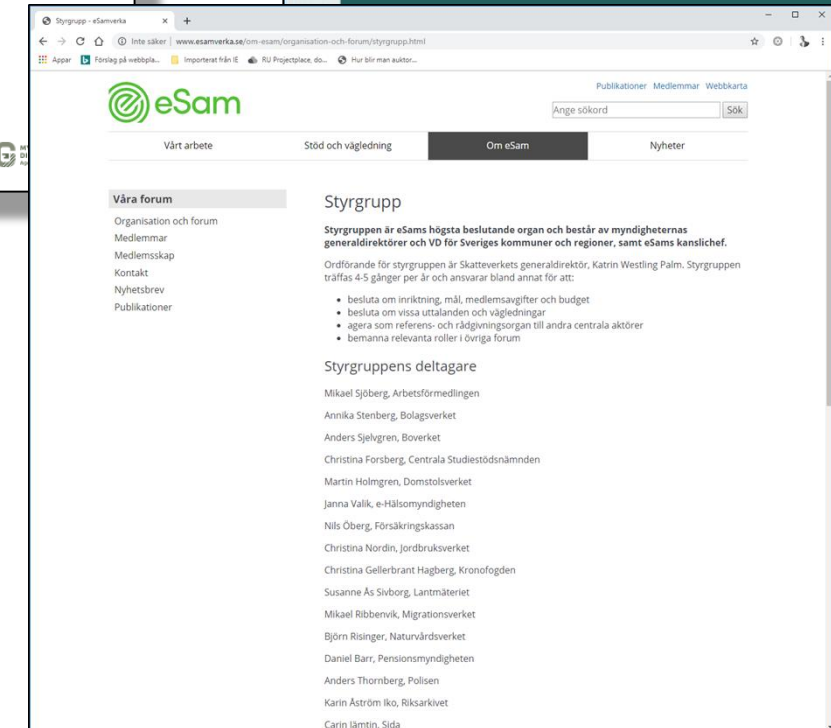 Styrgrupp - eSamverka
Inte säker | www.esamverka.se/om-esam/organisation-och-forum/styrgrupp.html
Appar Förslag på webbpla... Importerat från IE RU Projectplace, do... Hur blir man auktor...
Publikationer Medlemmar Webbkarta
eSam
Ange sökord Sök
Vårt arbete Stöd och vägledning Om eSam Nyheter
Våra forum
Organisation och forum
Medlemmar
Medlemsskap
Kontakt
Nyhetsbrev
Publikationer
Styrgrupp
Styrgruppen är eSams högsta beslutande organ och består av myndigheternas
generaldirektörer och VD för Sveriges kommuner och regioner, samt eSams kanslichef.
Ordförande för styrgruppen är Skatteverkets generaldirektör, Katrin Westling Palm. Styrgruppen
träffas 4-5 gånger per år och ansvarar bland annat för att:
• besluta om inriktning, mål, medlemsavgifter och budget
• besluta om vissa uttalanden och vägledningar
• agera som referens- och rådgivningsorgan till andra centrala aktörer
• bemanna relevanta roller i övriga forum
Styrgruppens deltagare
Mikael Sjöberg, Arbetsförmedlingen
Annika Stenberg, Bolagsverket
Anders Sjelvgren, Boverket
Christina Forsberg, Centrala Studiestödsnämnden
Martin Holmgren, Domstolsverket
Janna Valik, e-Hälsomyndigheten
Nils Öberg, Försäkringskassan
Christina Nordin, Jordbruksverket
Christina Gellerbrant Hagberg, Kronofogden
Susanne Ås Sivborg, Lantmäteriet
Mikael Ribbenvik, Migrationsverket
Björn Risinger, Naturvårdsverket
Daniel Barr, Pensionsmyndigheten
Anders Thornberg, Polisen
Karin Åström Iko, Riksarkivet
Carin Jämtin, Sida